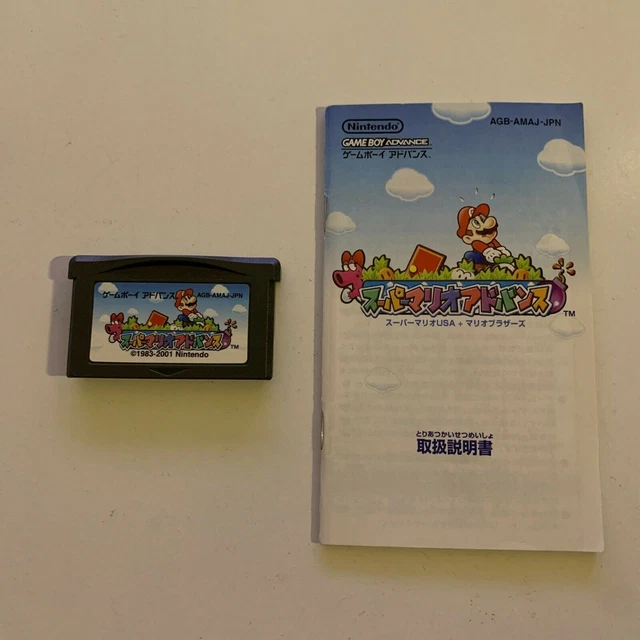 ゲームボーイ アドバンス
AGB-AMAJ-JPN
スーパーマリオアドバンス
TM
©1983-2001 Nintendo
Nintendo
AGB-AMAJ-JPN
GAME BOY ADVANCE
ゲームボーイ アドバンス
スーパーマリオアドバンス
TM
スーパーマリオUSA + マリオブラザーズ
とりあつかいせつめいしょ
取扱説明書